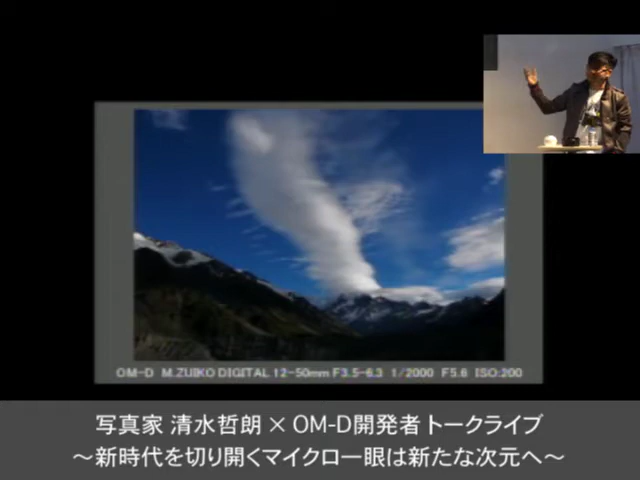 OM-D M.ZUIKO DIGITAL 12-50mm F3.5-6.3 1/2000 F5.6 ISO:200
写真家 清水哲朗 × OM-D開発者 トークライブ
～新時代を切り開くマイクロ一眼は新たな次元へ～